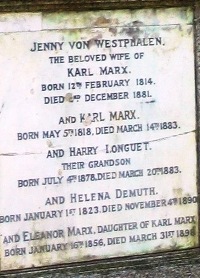 JENNY VON WESTPHALEN,
THE BELOVED WIFE OF
KARL MARX.
BORN 12TH FEBRUARY 1814.
DIED DECEMBER 1881.
AND KARL MARX.
BORN MAY 5TH 1818, DIED MARCH 14TH 1883.
AND HARRY LONGUET,
THEIR GRANDSON
BORN JULY 4TH 1878, DIED MARCH 20TH 1883.
AND HELENA DEMUTH.
BORN JANUARY 1ST 1823. DIED NOVEMBER 4TH 1890
AND ELEANOR MARX, DAUGHTER OF KARL MARX
BORN JANUARY 16TH 1856, DIED MARCH 31ST 1898